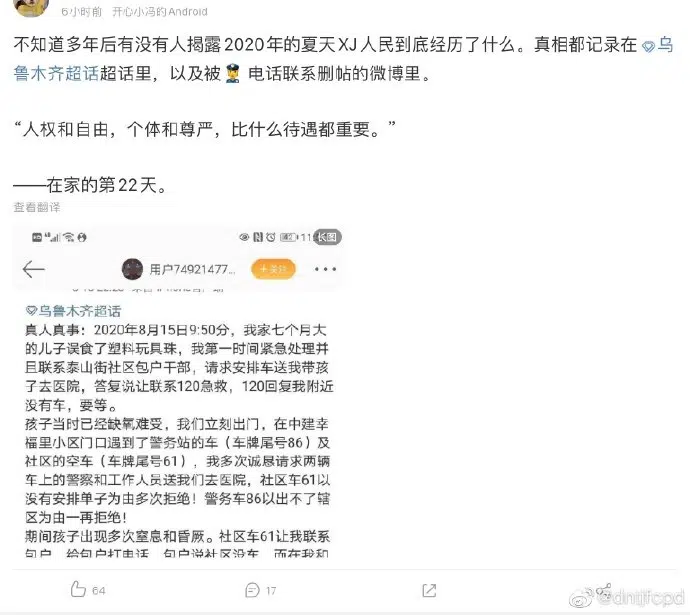 6小时前 开心小冯的Android
不知道多年后有没有人揭露2020年的夏天XJ人民到底经历了什么。真相都记录在乌
鲁木齐超话超话里，以及被👮电话联系删帖的微博里。
“人权和自由，个体和尊严，比什么待遇都重要。”
——在家的第22天。
查看翻译
长图
用户74921477...
+关注
乌鲁木齐超话
真人真事：2020年8月15日9:50分，我家七个月大
的儿子误食了塑料玩具珠，我第一时间紧急处理并
且联系泰山街社区包户干部，请求安排车送我带孩
子去医院，答复说让联系120急救，120回复我附近
没有车，要等。
孩子当时已经缺氧难受，我们立刻出门，在中建幸
福里小区门口遇到了警务站的车（车牌尾号86）及
社区的空车（车牌尾号61），我多次诚恳请求两辆
车上的警察和工作人员送我们去医院，社区车61以
没有安排单子为由多次拒绝！警务车86以出不了辖
区为由一再拒绝！
期间孩子出现多次窒息和昏厥。社区车61让我联系
包户，给包户打电话，包户说社区没车，而在我和
64
17
@dntjfcpd